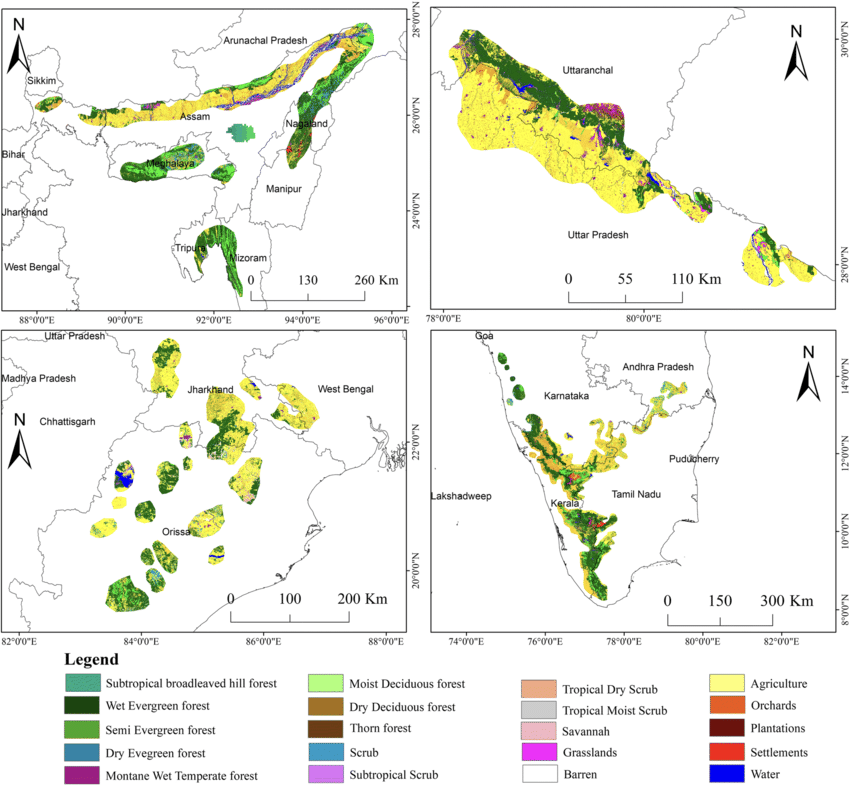 N
Arunachal Pradesh
Sikkim
Assam
Nagaland
Bihar
Meghalaya
Manipur
Jharkhand
Tripura
Mizoram
West Bengal
0 130 260 Km
88°0'0"E 90°0'0"E 92°0'0"E 94°0'0"E 96°0'0"E
28°0'0"N
26°0'0"N
24°0'0"N
N
Uttaranchal
Uttar Pradesh
0 55 110 Km
78°0'0"E 80°0'0"E
30°0'0"N
28°0'0"N
Uttar Pradesh
Madhya Pradesh
Jharkhand
West Bengal
Chhattisgarh
N
Orissa
0 100 200 Km
82°0'0"E 84°0'0"E 86°0'0"E 88°0'0"E
22°0'0"N
20°0'0"N
Goa
N
Andhra Pradesh
Karnataka
Puducherry
Lakshadweep
Kerala
Tamil Nadu
0 150 300 Km
74°0'0"E 76°0'0"E 78°0'0"E 80°0'0"E 82°0'0"E
14°0'0"N
12°0'0"N
10°0'0"N
8°0'0"N
Legend
Subtropical broadleaved hill forest
Wet Evergreen forest
Semi Evergreen forest
Dry Evegreen forest
Montane Wet Temperate forest
Moist Deciduous forest
Dry Deciduous forest
Thorn forest
Scrub
Subtropical Scrub
Tropical Dry Scrub
Tropical Moist Scrub
Savannah
Grasslands
Barren
Agriculture
Orchards
Plantations
Settlements
Water